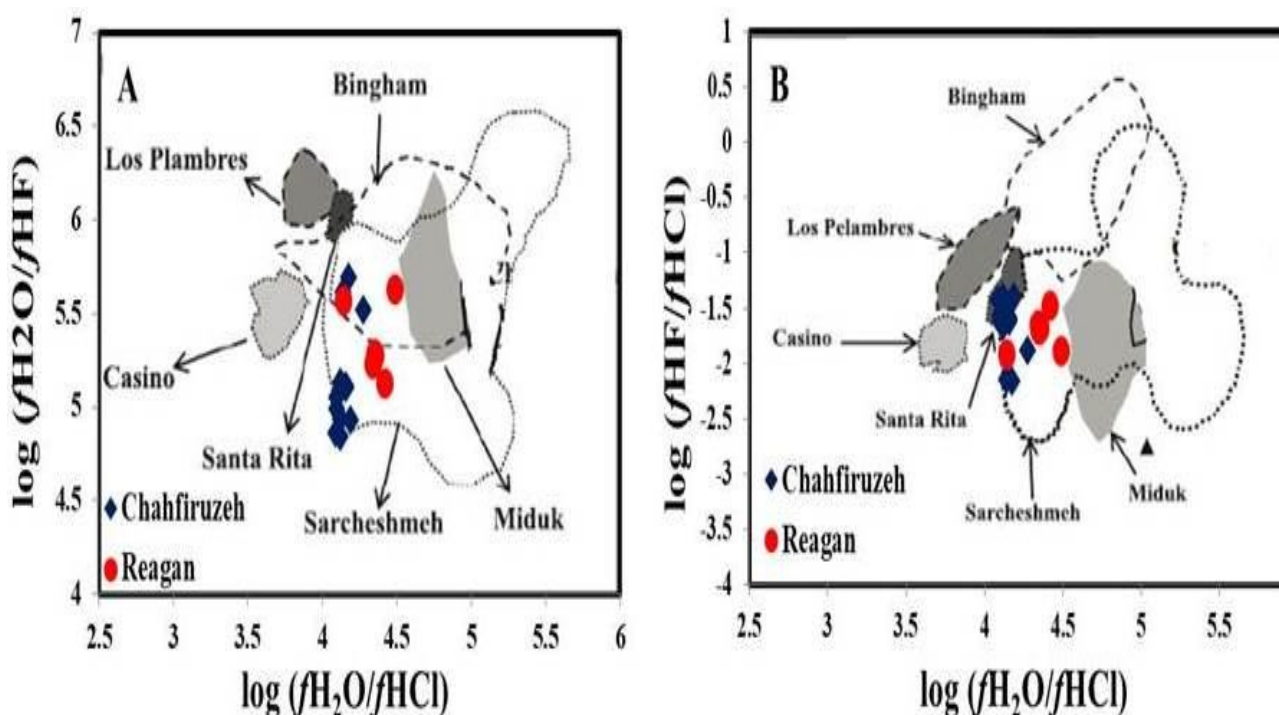 A
log (fH2O/fHF)
7
6.5
6
5.5
5
4.5
4
Bingham
Los Plambres
Casino
Santa Rita
Sarcheshmeh
Miduk
Chahfiruzeh
Reagan
2.5 3 3.5 4 4.5 5 5.5 6
log (fH₂O/fHCl)
B
log (fHF/fHCl)
1
0.5
0
-0.5
-1
-1.5
-2
-2.5
-3
-3.5
-4
Bingham
Los Pelambres
Casino
Santa Rita
Sarcheshmeh
Miduk
Chahfiruzeh
Reagan
2.5 3 3.5 4 4.5 5 5.5
log (fH₂O/fHCl)